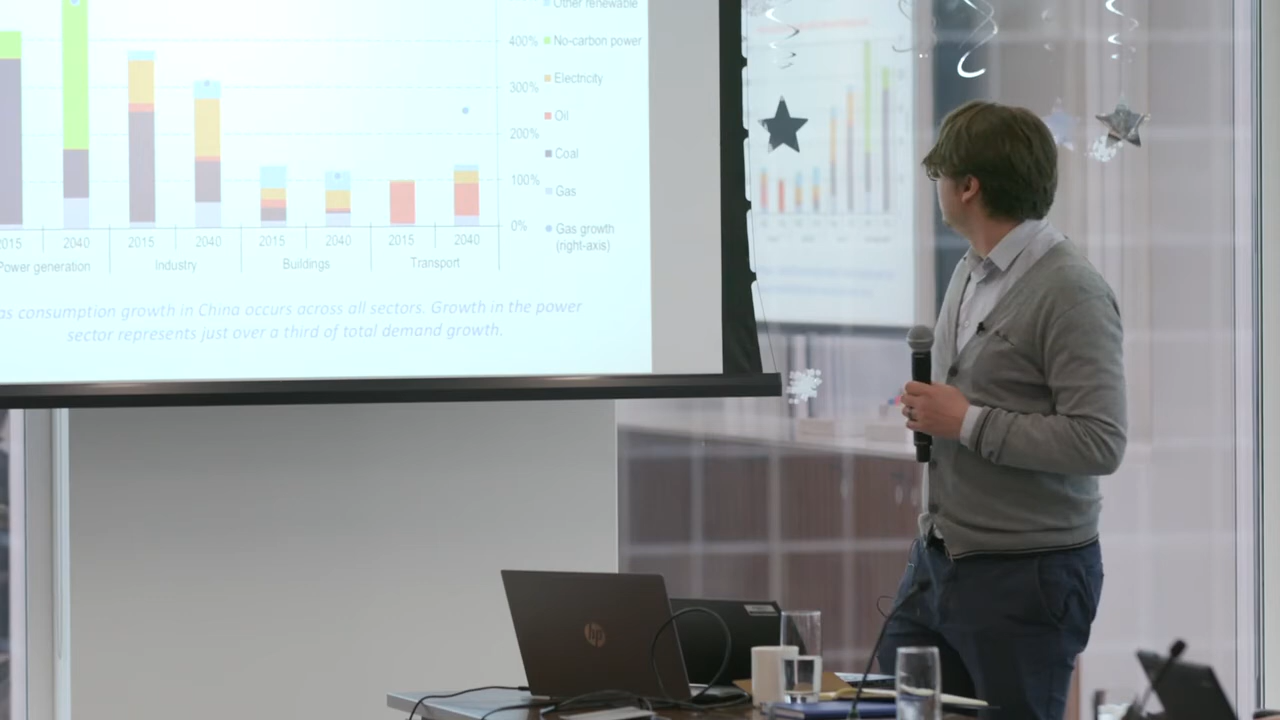 Other renewable
400%
No-carbon power
Electricity
300%
Oil
200%
Coal
100%
Gas
0%
Gas growth
(right-axis)
2015 2040 2015 2040 2015 2040 2015 2040
Power generation Industry Buildings Transport
consumption growth in China occurs across all sectors. Growth in the power
sector represents just over a third of total demand growth.
hp